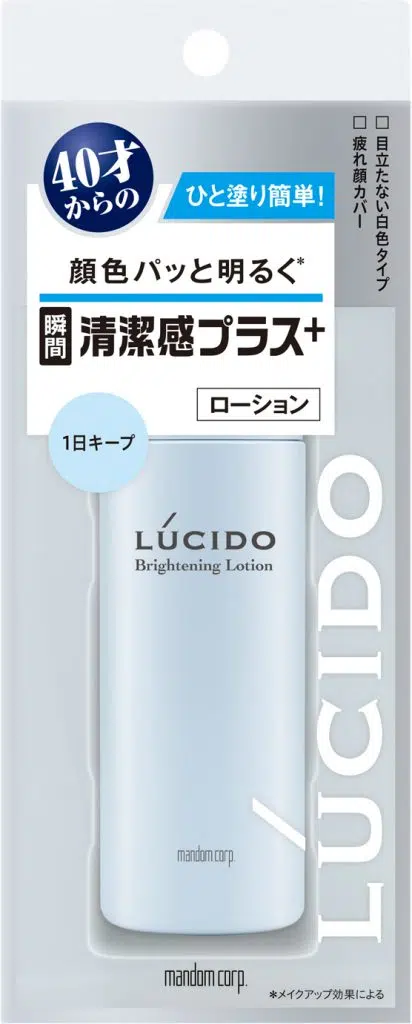 40才
からの
ひと塗り簡単!
□ 目立たない白色タイプ
□ 疲れ顔カバー
顔色パッと明るく*
瞬間
清潔感プラス+
ローション
1日キープ
LÚCIDO
Brightening Lotion
mandom corp.
LÚCIDO
mandom corp.
*メイクアップ効果による